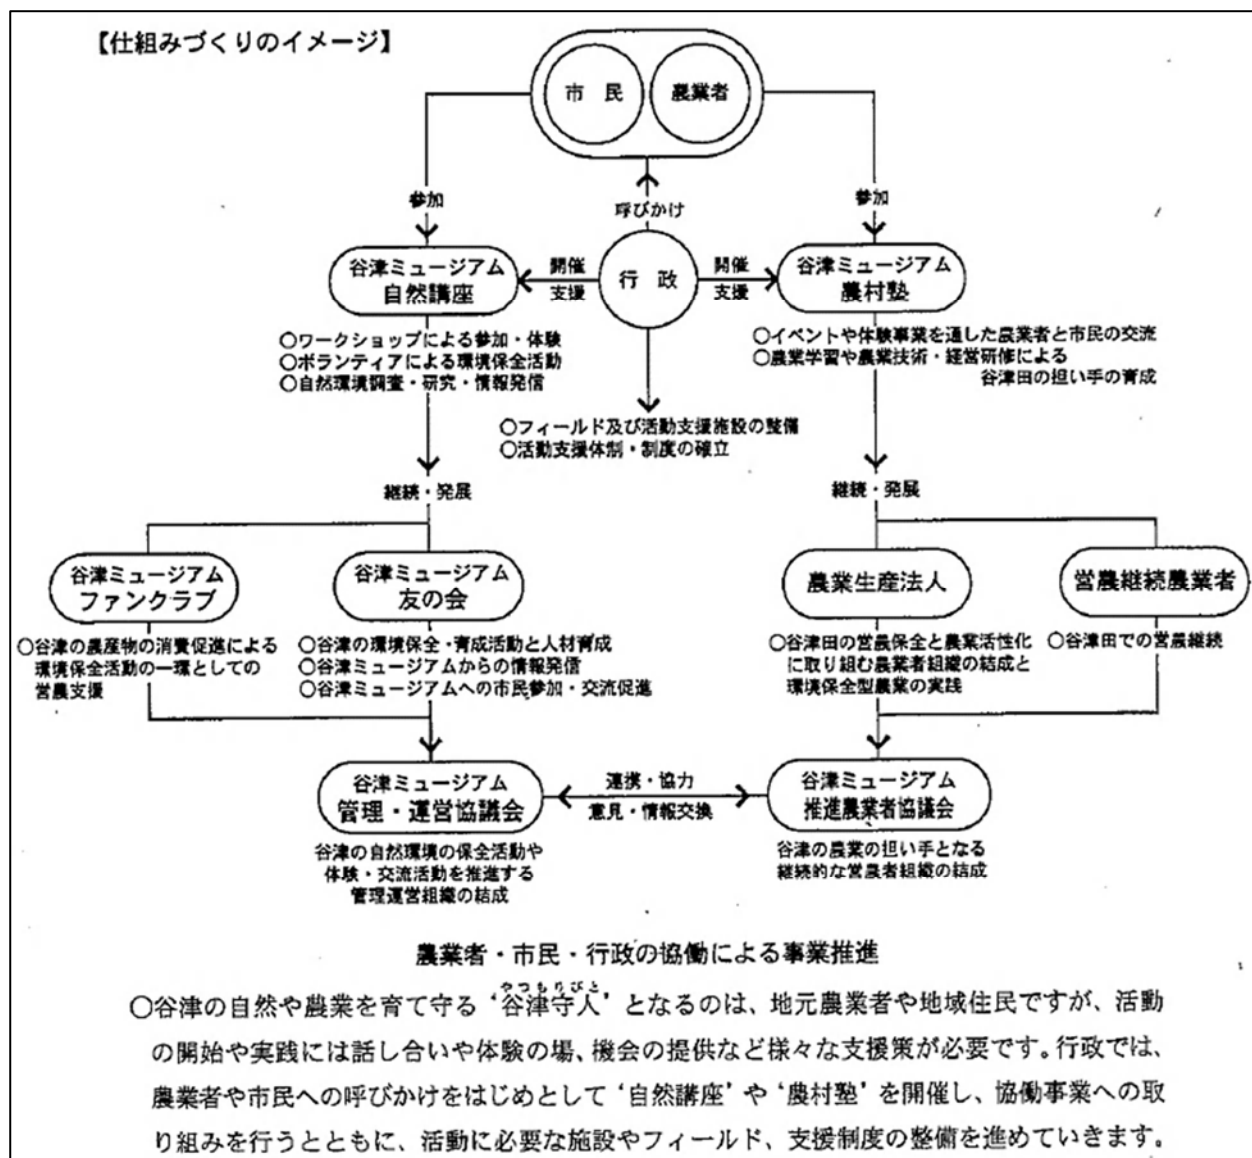 【仕組みづくりのイメージ】
市 民
農業者
参加
呼びかけ
参加
谷津ミュージアム
自然講座
開催
支援
行 政
開催
支援
谷津ミュージアム
農村塾
○ワークショップによる参加・体験
○ボランティアによる環境保全活動
○自然環境調査・研究・情報発信
○イベントや体験事業を通した農業者と市民の交流
○農業学習や農業技術・経営研修による
谷津田の担い手の育成
○フィールド及び活動支援施設の整備
○活動支援体制・制度の確立
継続・発展
継続・発展
谷津ミュージアム
ファンクラブ
谷津ミュージアム
友の会
農業生産法人
営農継続農業者
○谷津の農産物の消費促進による
環境保全活動の一環としての
営農支援
○谷津の環境保全・育成活動と人材育成
○谷津ミュージアムからの情報発信
○谷津ミュージアムへの市民参加・交流促進
○谷津田の営農保全と農業活性化
に取り組む農業者組織の結成と
環境保全型農業の実践
○谷津田での営農継続
谷津ミュージアム
管理・運営協議会
連携・協力
意見・情報交換
谷津ミュージアム
推進農業者協議会
谷津の自然環境の保全活動や
体験・交流活動を推進する
管理運営組織の結成
谷津の農業の担い手となる
継続的な営農者組織の結成
農業者・市民・行政の協働による事業推進
やつもりびと
○谷津の自然や農業を育て守る‘谷津守人’となるのは、地元農業者や地域住民ですが、活動
の開始や実践には話し合いや体験の場、機会の提供など様々な支援策が必要です。行政では、
農業者や市民への呼びかけをはじめとして‘自然講座’や‘農村塾’を開催し、協働事業への取
り組みを行うとともに、活動に必要な施設やフィールド、支援制度の整備を進めていきます。